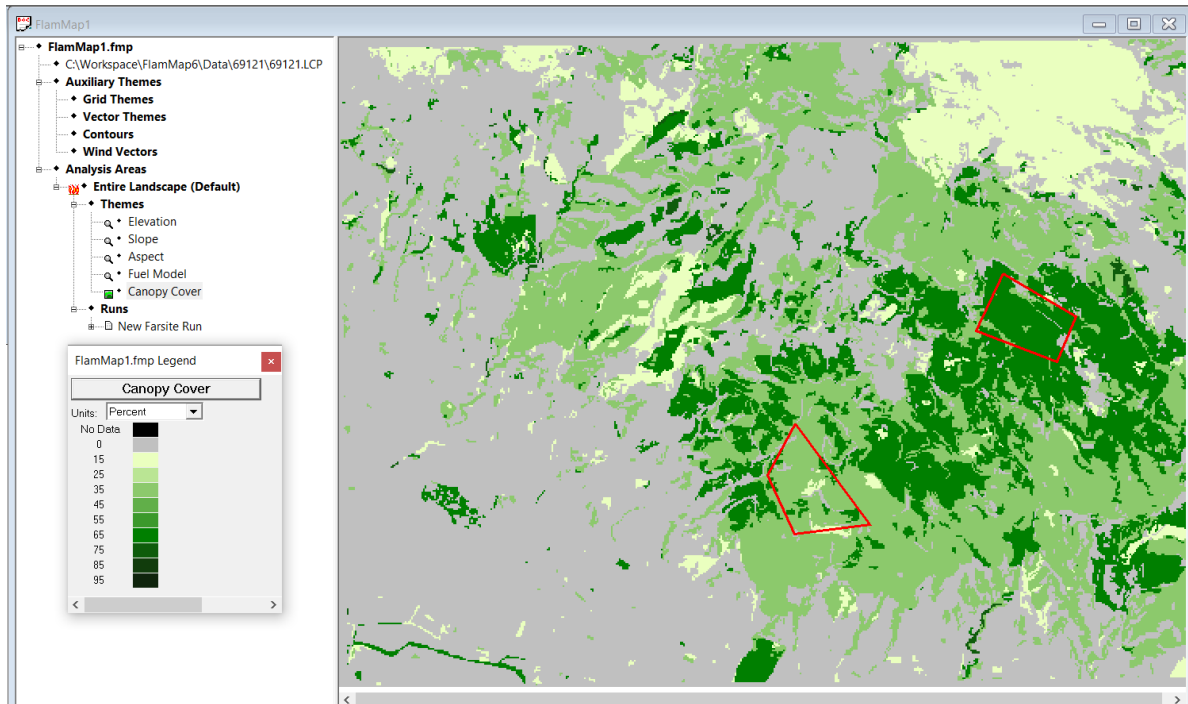 FlamMap1
FlamMap1.fmp
C:\Workspace\FlamMap6\Data\69121\69121.LCP
Auxiliary Themes
Grid Themes
Vector Themes
Contours
Wind Vectors
Analysis Areas
Entire Landscape (Default)
Themes
Elevation
Slope
Aspect
Fuel Model
Canopy Cover
Runs
New Farsite Run
FlamMap1.fmp Legend
Canopy Cover
Units: Percent
No Data
0
15
25
35
45
55
65
75
85
95